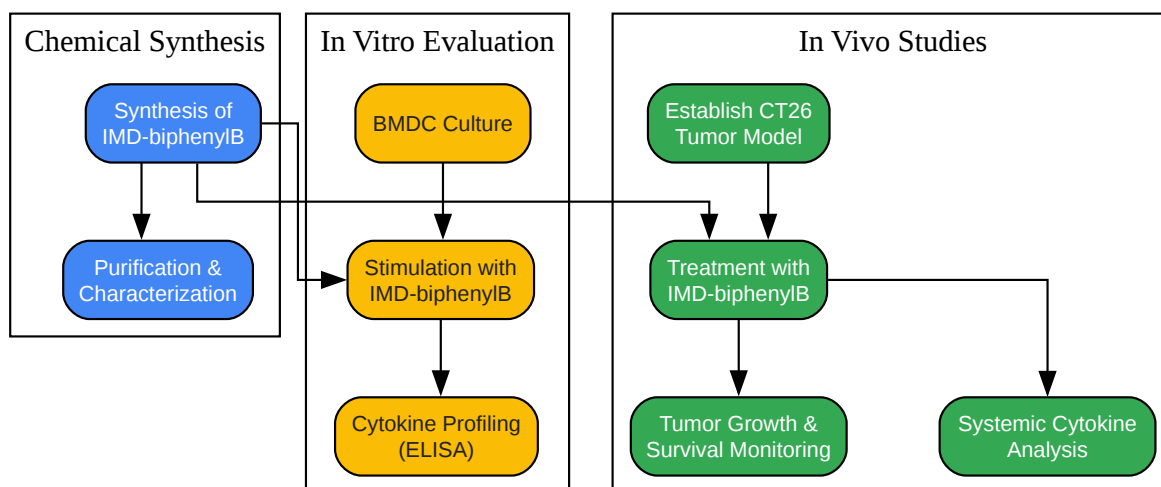 Chemical Synthesis
Synthesis of
IMD-biphenylB
Purification &
Characterization
In Vitro Evaluation
BMDC Culture
Stimulation with
IMD-biphenylB
Cytokine Profiling
(ELISA)
In Vivo Studies
Establish CT26
Tumor Model
Treatment with
IMD-biphenylB
Tumor Growth &
Survival Monitoring
Systemic Cytokine
Analysis